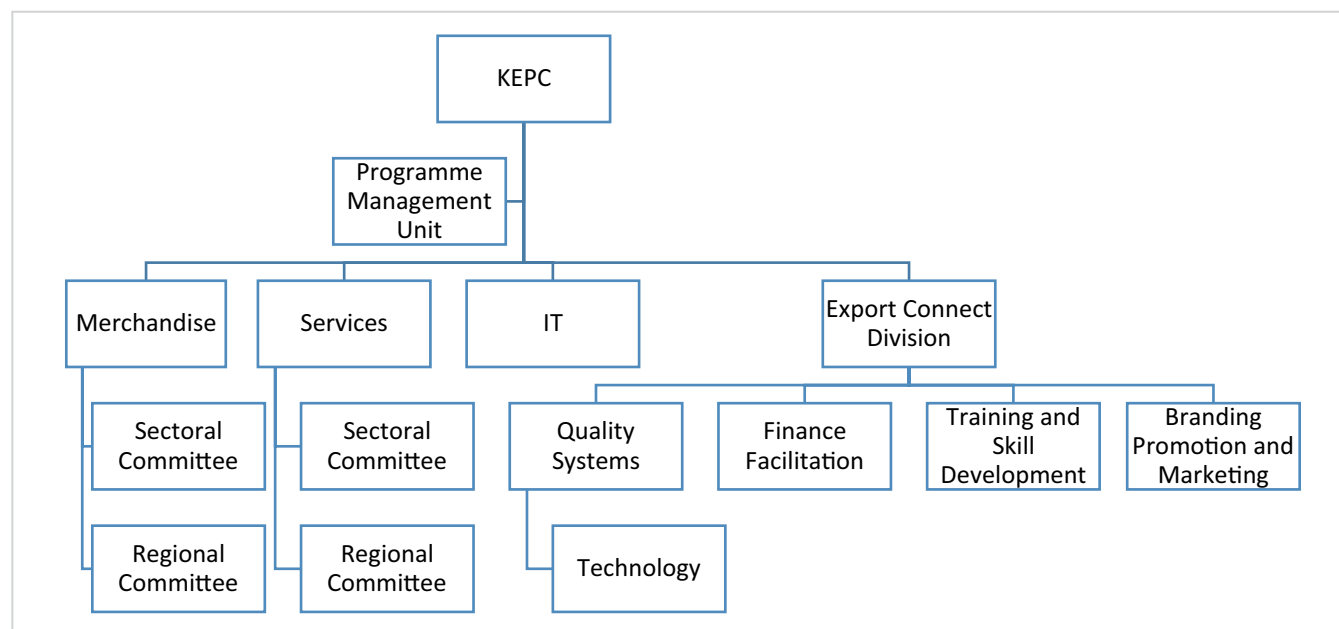 KEPC
Programme
Management
Unit
Merchandise
Services
IT
Export Connect
Division
Sectoral
Committee
Sectoral
Committee
Quality
Systems
Finance
Facilitation
Training and
Skill
Development
Branding
Promotion and
Marketing
Regional
Committee
Regional
Committee
Technology